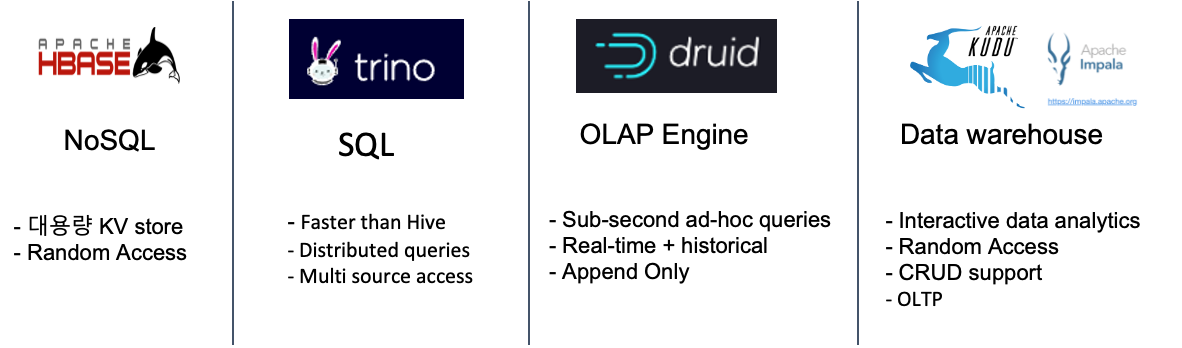 APACHE
HBASE
NoSQL
- 대용량 KV store
- Random Access
trino
SQL
- Faster than Hive
- Distributed queries
- Multi source access
druid
OLAP Engine
- Sub-second ad-hoc queries
- Real-time + historical
- Append Only
APACHE
KUDU
Apache
Impala
https://impala.apache.org
Data warehouse
- Interactive data analytics
- Random Access
- CRUD support
- OLTP